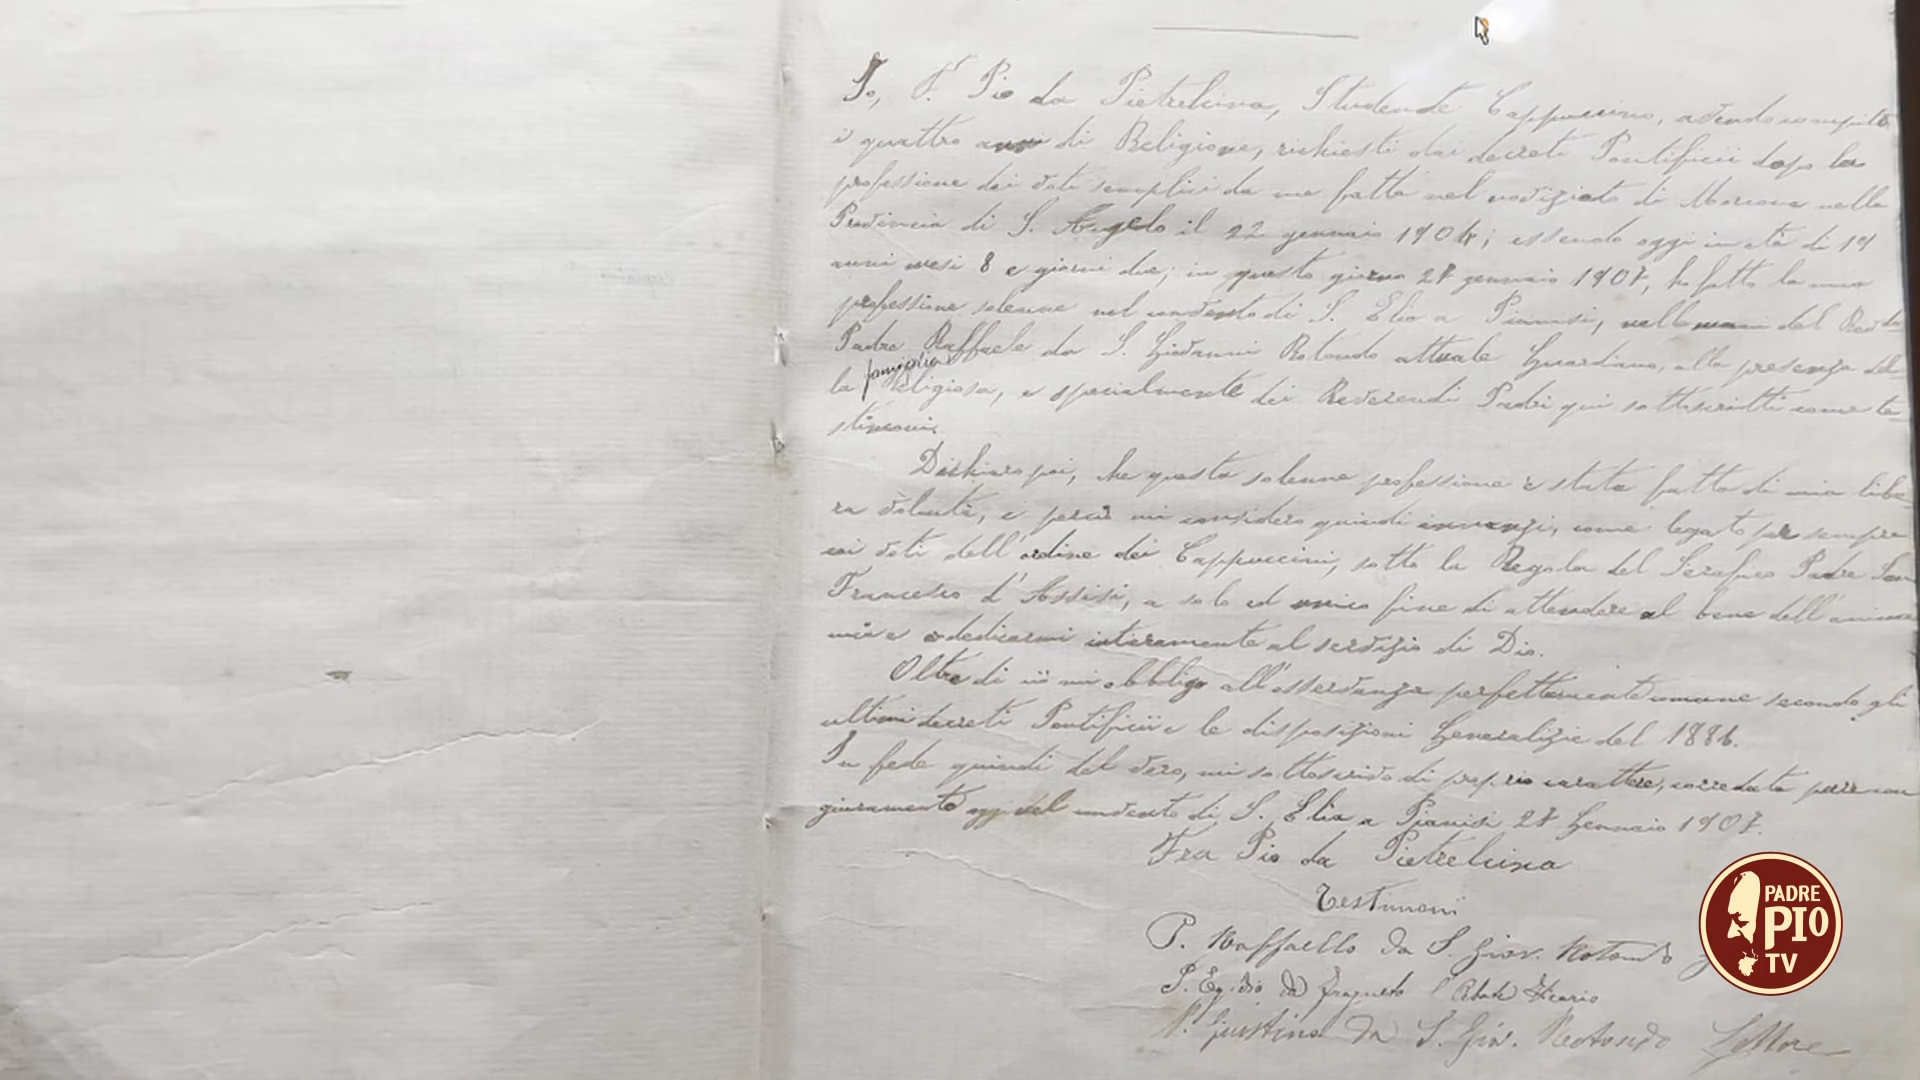 Io, F. Pio da Pietrelcina, Studente Cappuccino, avendo compito
i quattro anni di Religione, richiesti dai decreti Pontificii dopo la
professione dei voti semplici da me fatta nel noviziato di Morcone nella
Provincia di S. Angelo il 22 gennaio 1904; essendo oggi in età di 19
anni mesi 8 e giorni due; in questo giorno 27 gennaio 1907, ho fatto la mia
professione solenne nel convento di S. Elia a Pianisi, nelle mani del Rev.do
Padre Raffaele da S. Giovanni Rotondo attuale Guardiano, alla presenza del
la famiglia religiosa, e specialmente dei Reverendi Padri qui sottoscritti come te
stimoni.
Dichiaro poi, che questa solenne professione è stata fatta di mia libe
ra volontà, e perciò mi considero quindi innanzi, come legato per sempre
coi voti dell'ordine dei Cappuccini, sotto la Regola del Serafico Padre San
Francesco d'Assisi, a solo ed unico fine di attendere al bene dell'anima
mia e a dedicarmi interamente al servizio di Dio.
Oltre di ciò mi obbligo all'osservanza perfettamente comune secondo gli
ultimi decreti Pontificii e le disposizioni Generalizie del 1886.
In fede quindi del vero, mi sottoscrivo di proprio carattere, corredata pure con
giuramento oggi del convento di S. Elia a Pianisi 27 Gennaio 1907.
Fra Pio da Pietrelcina
Testimoni
P. Raffaello da S. Giov. Rotondo
P. Egidio da Fragneto l'Abate Vicario
P. Giustino da S. Giov. Rotondo Lettore
PADRE
PIO
TV